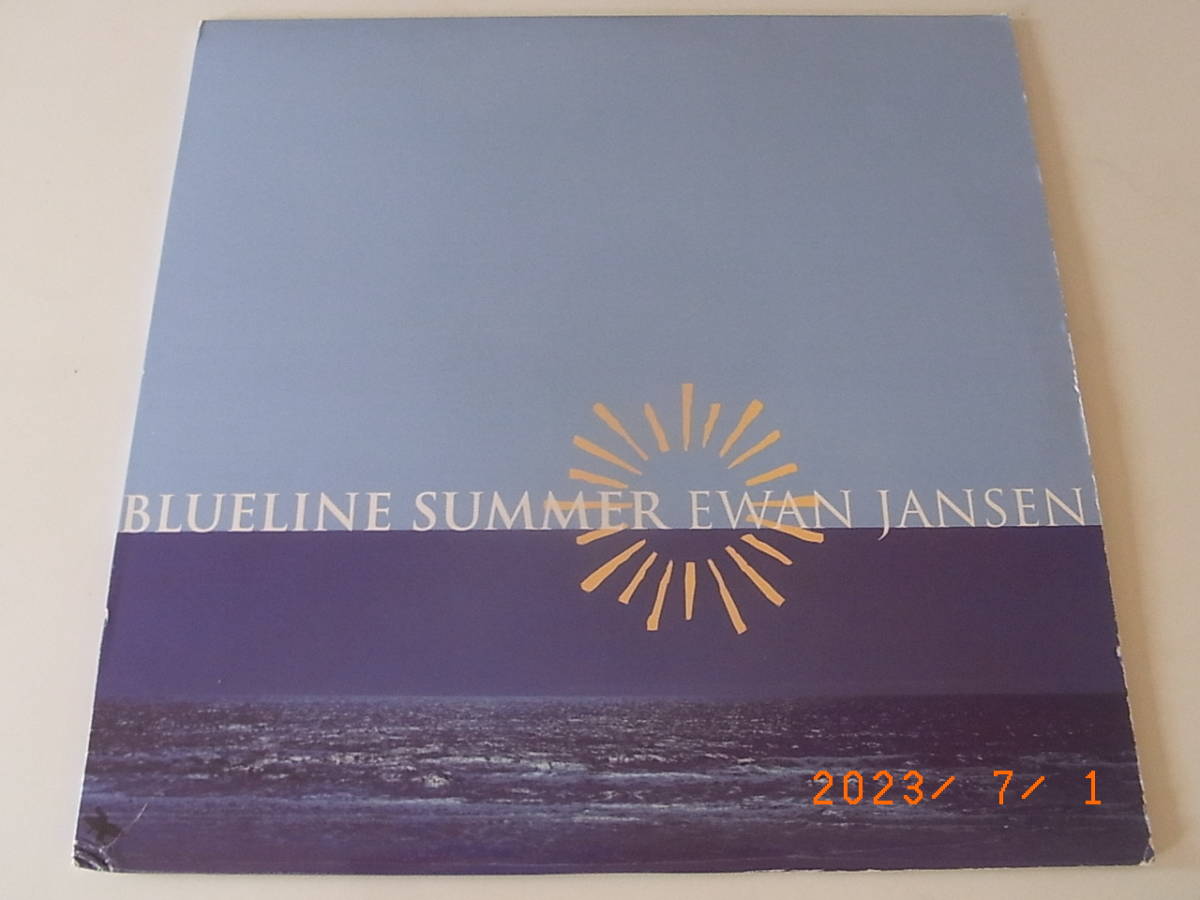 BLUELINE SUMMER EWAN JANSEN
2023/ 7/ 1